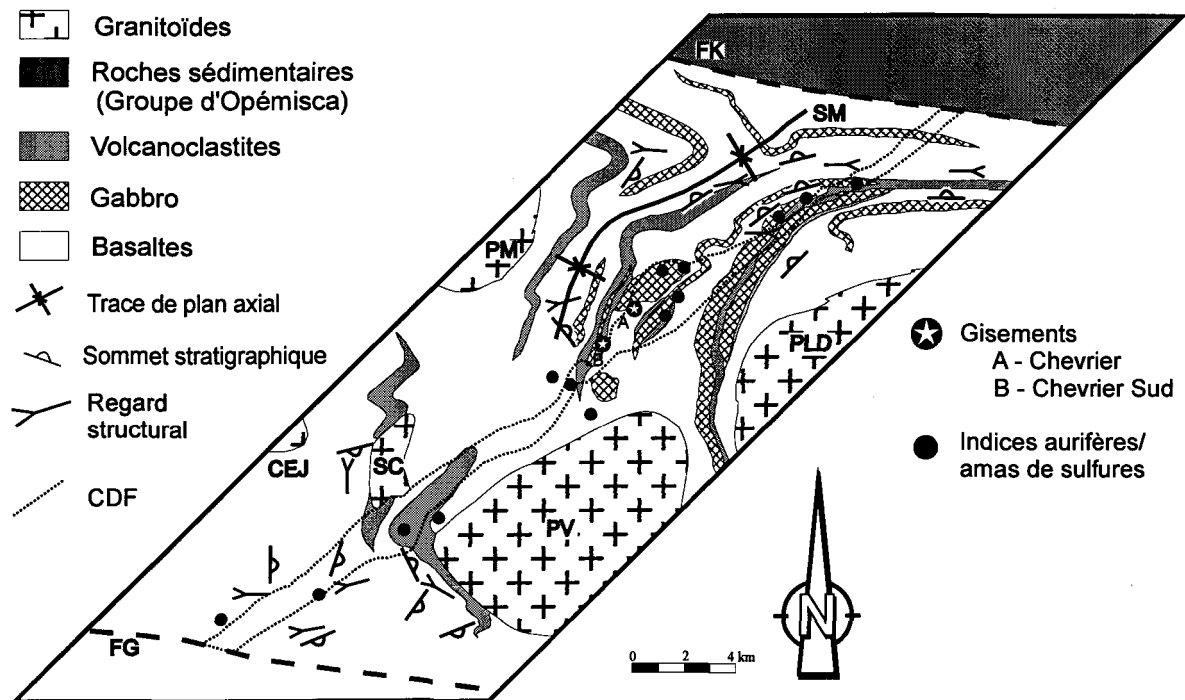 Granitoïdes
Roches sédimentaires
(Groupe d'Opémisca)
Volcanoclastites
Gabbro
Basaltes
Trace de plan axial
Sommet stratigraphique
Regard
structural
CDF
FK
SM
PM
A
B
PLD
CEJ
SC
PV
FG
Gisements
A - Chevrier
B - Chevrier Sud
Indices aurifères/
amas de sulfures
N
0 2 4 km